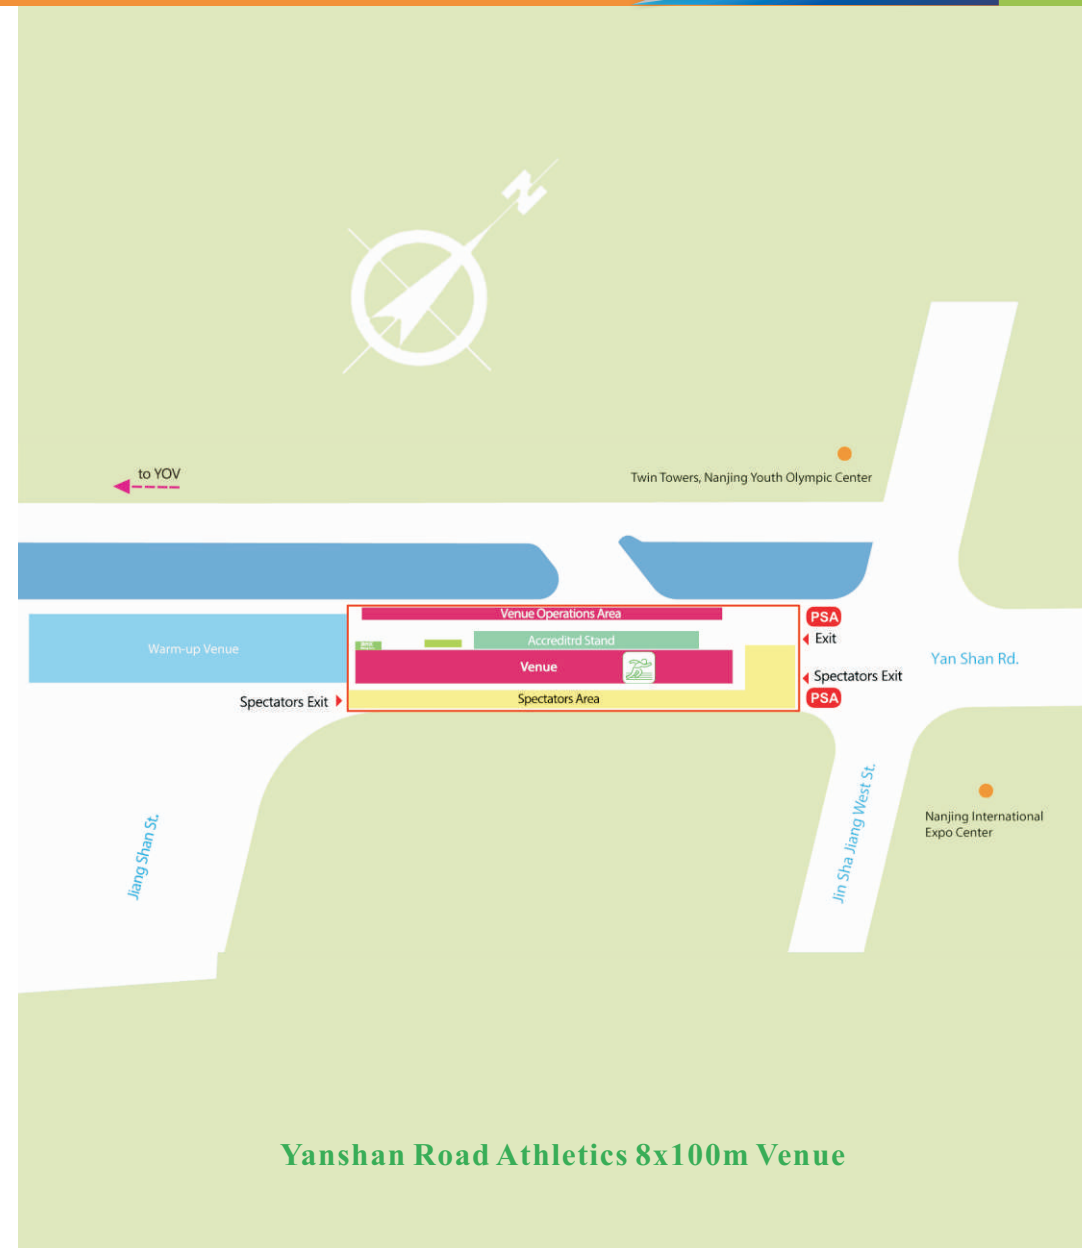 N
to YOV
Twin Towers, Nanjing Youth Olympic Center
Venue Operations Area
PSA
Accreditrd Stand
Exit
Warm-up Venue
Venue
Yan Shan Rd.
Spectators Exit
Spectators Exit
Spectators Area
PSA
Jiang Shan St.
Jin Sha Jiang West St.
Nanjing International
Expo Center
Yanshan Road Athletics 8x100m Venue